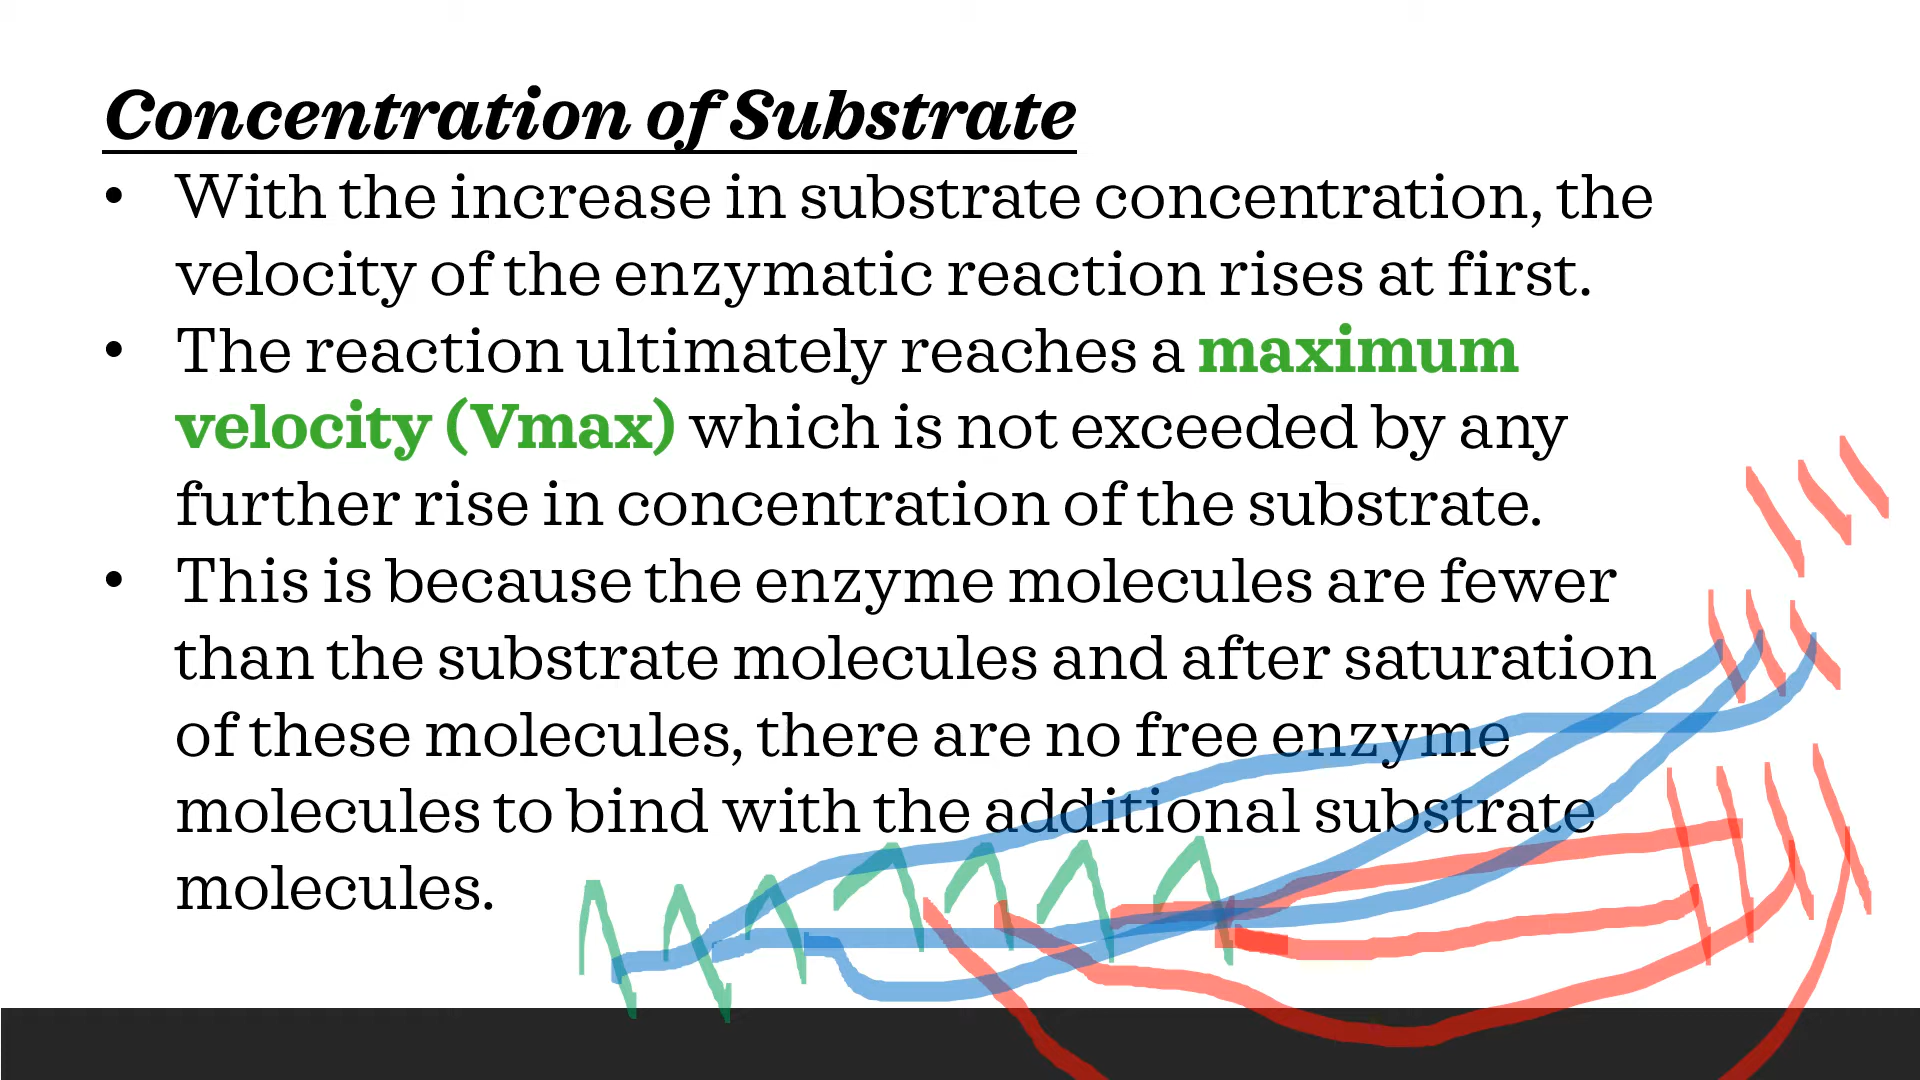 Concentration of Substrate
• With the increase in substrate concentration, the
velocity of the enzymatic reaction rises at first.
• The reaction ultimately reaches a maximum
velocity (Vmax) which is not exceeded by any
further rise in concentration of the substrate.
• This is because the enzyme molecules are fewer
than the substrate molecules and after saturation
of these molecules, there are no free enzyme
molecules to bind with the additional substrate
molecules.